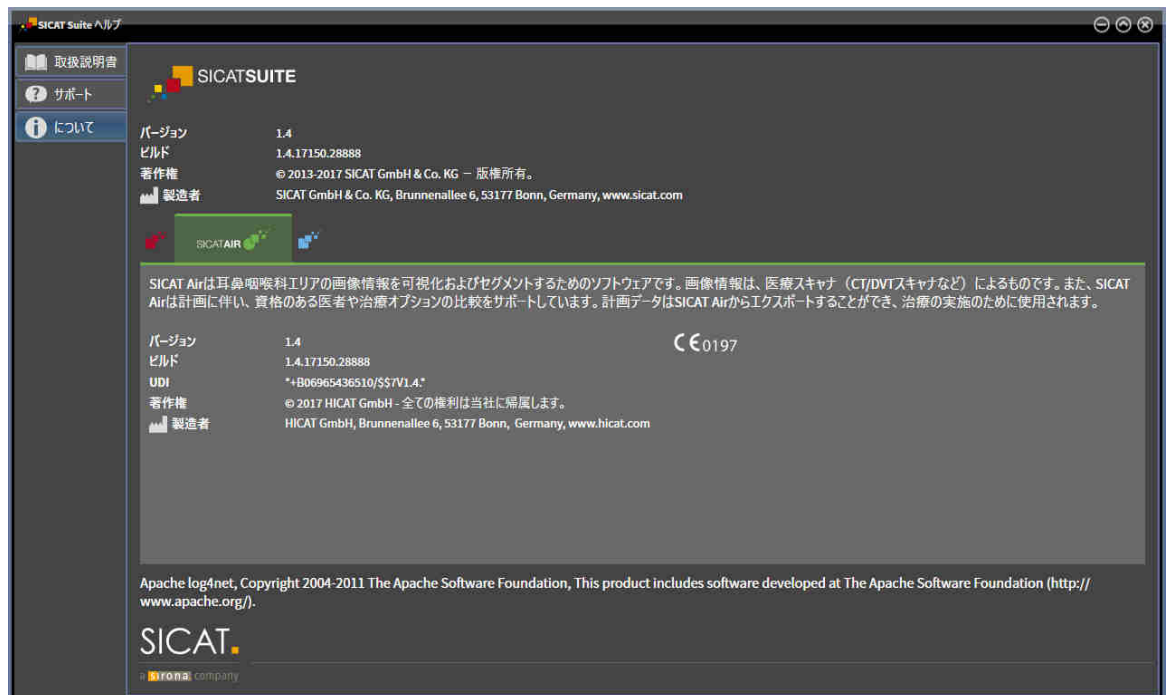 SICAT Suite ヘルプ
取扱説明書
サポート
について
SICATSUITE
バージョン 1.4
ビルド 1.4.17150.28888
著作権 © 2013-2017 SICAT GmbH & Co. KG － 版権所有。
製造者 SICAT GmbH & Co. KG, Brunnenallee 6, 53177 Bonn, Germany, www.sicat.com
SICATAIR
SICAT Airは耳鼻咽喉科エリアの画像情報を可視化およびセグメントするためのソフトウェアです。画像情報は、医療スキャナ（CT/DVTスキャナなど）によるものです。また、SICAT
Airは計画に伴い、資格のある医者や治療オプションの比較をサポートしています。計画データはSICAT Airからエクスポートすることができ、治療の実施のために使用されます。
バージョン 1.4
CE0197
ビルド 1.4.17150.28888
UDI *+B06965436510/$$7V1.4.*
著作権 © 2017 HICAT GmbH - 全ての権利は当社に帰属します。
製造者 HICAT GmbH, Brunnenallee 6, 53177 Bonn, Germany, www.hicat.com
Apache log4net, Copyright 2004-2011 The Apache Software Foundation, This product includes software developed at The Apache Software Foundation (http://
www.apache.org/).
SICAT.
a sirona company